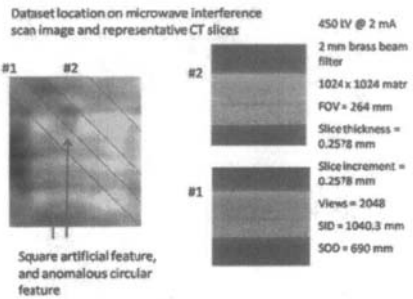 Dataset location on microwave interference
scan image and representative CT slices
#1 #2
Square artificial feature,
and anomalous circular
feature
#2
#1
450 kV @ 2 mA
2 mm brass beam
filter
1024 x 1024 matr
FOV = 264 mm
Slice thickness =
0.2578 mm
Slice increment =
0.2578 mm
Views = 2048
SID = 1040.3 mm
SOD = 690 mm